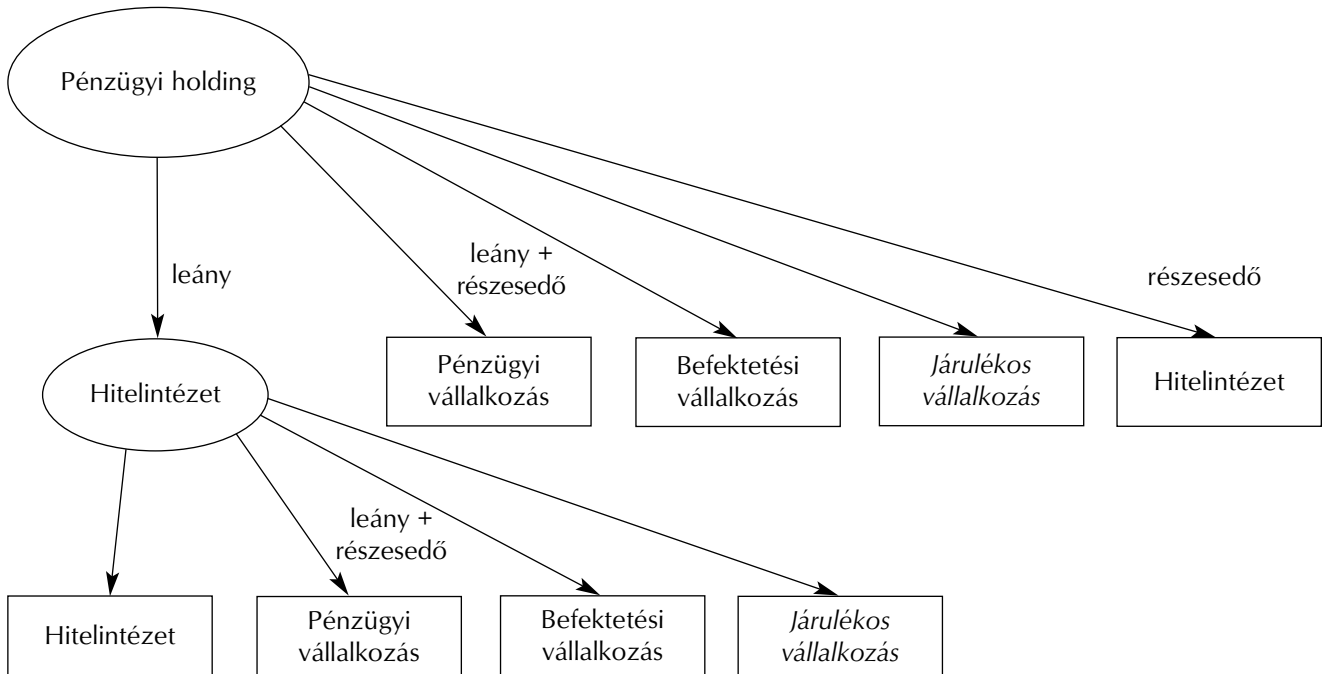 Pénzügyi holding
leány
leány +
részesedő
részesedő
Pénzügyi
vállalkozás
Befektetési
vállalkozás
Járulékos
vállalkozás
Hitelintézet
Hitelintézet
leány +
részesedő
Hitelintézet
Pénzügyi
vállalkozás
Befektetési
vállalkozás
Járulékos
vállalkozás